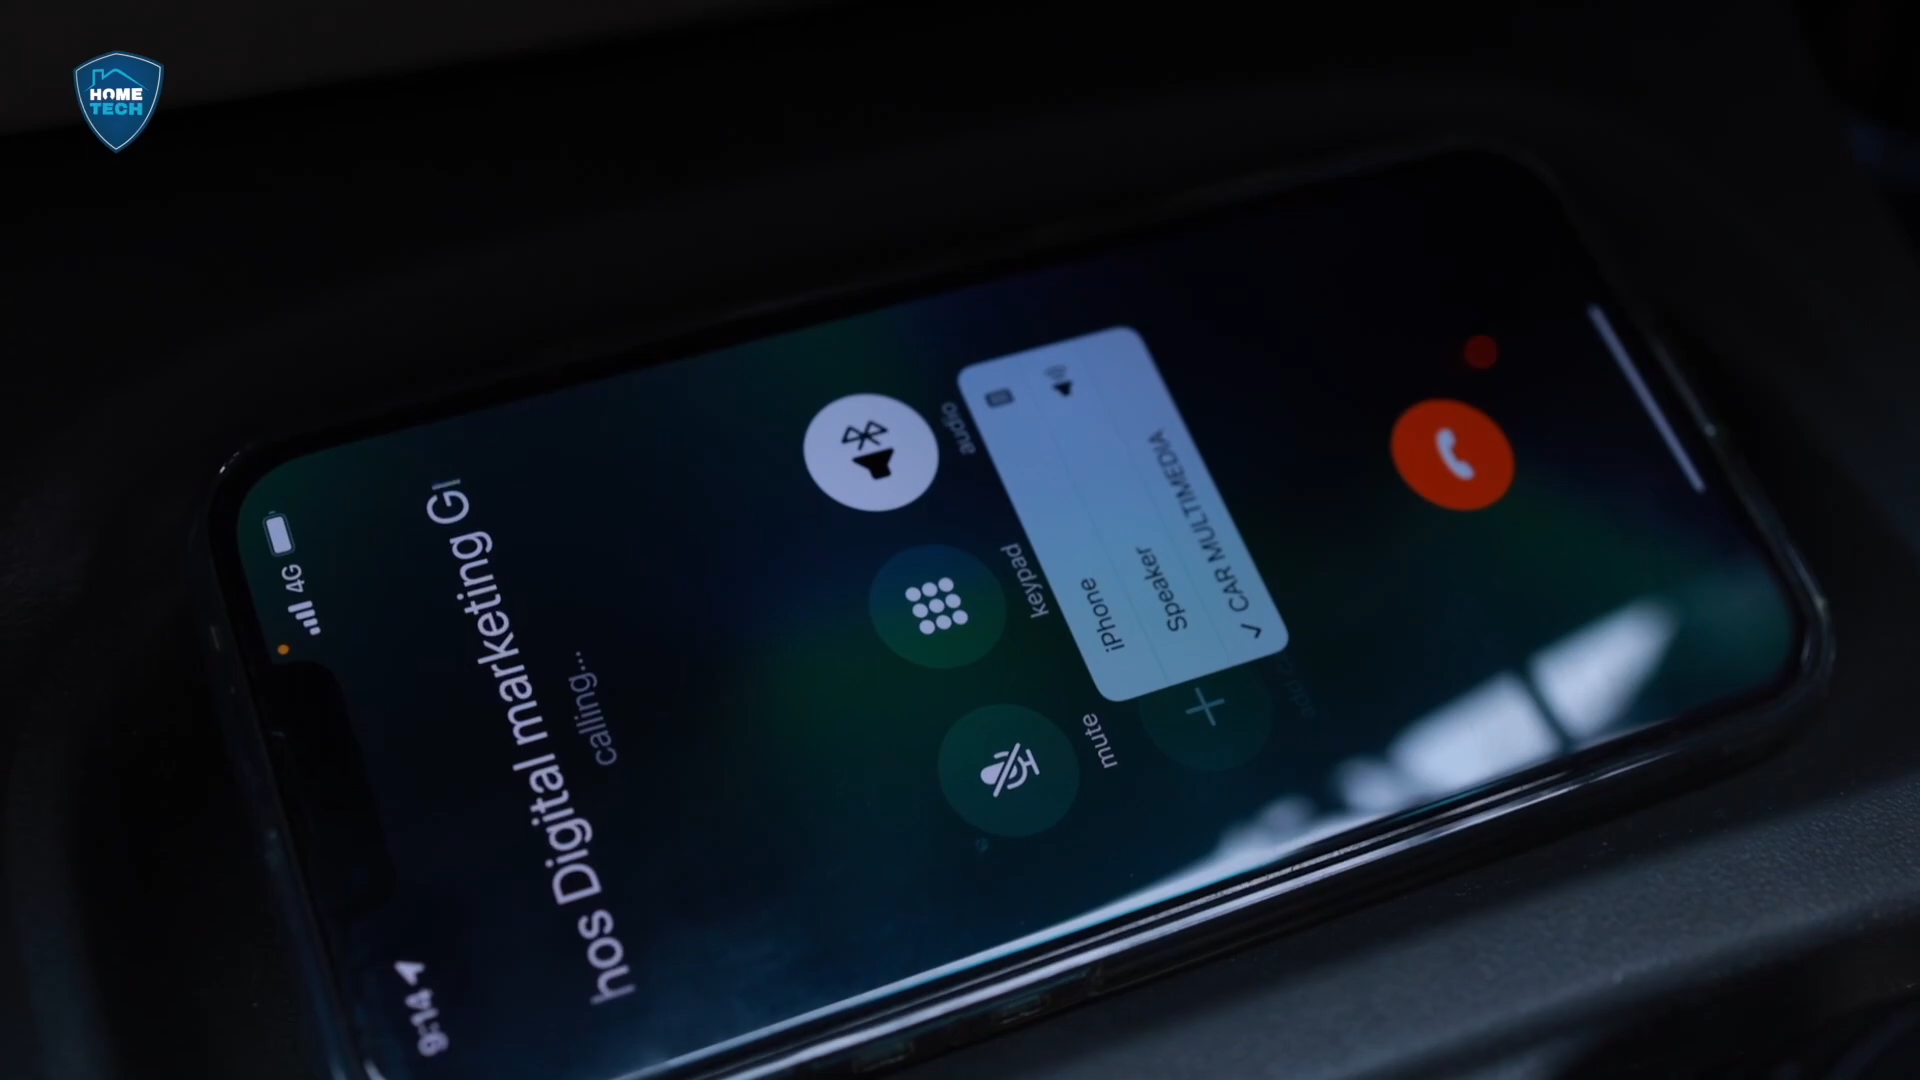 HOME
TECH
9:14
4G
hos Digital marketing
calling...
mute
keypad
audio
iPhone
Speaker
✓ CAR MULTIMEDIA